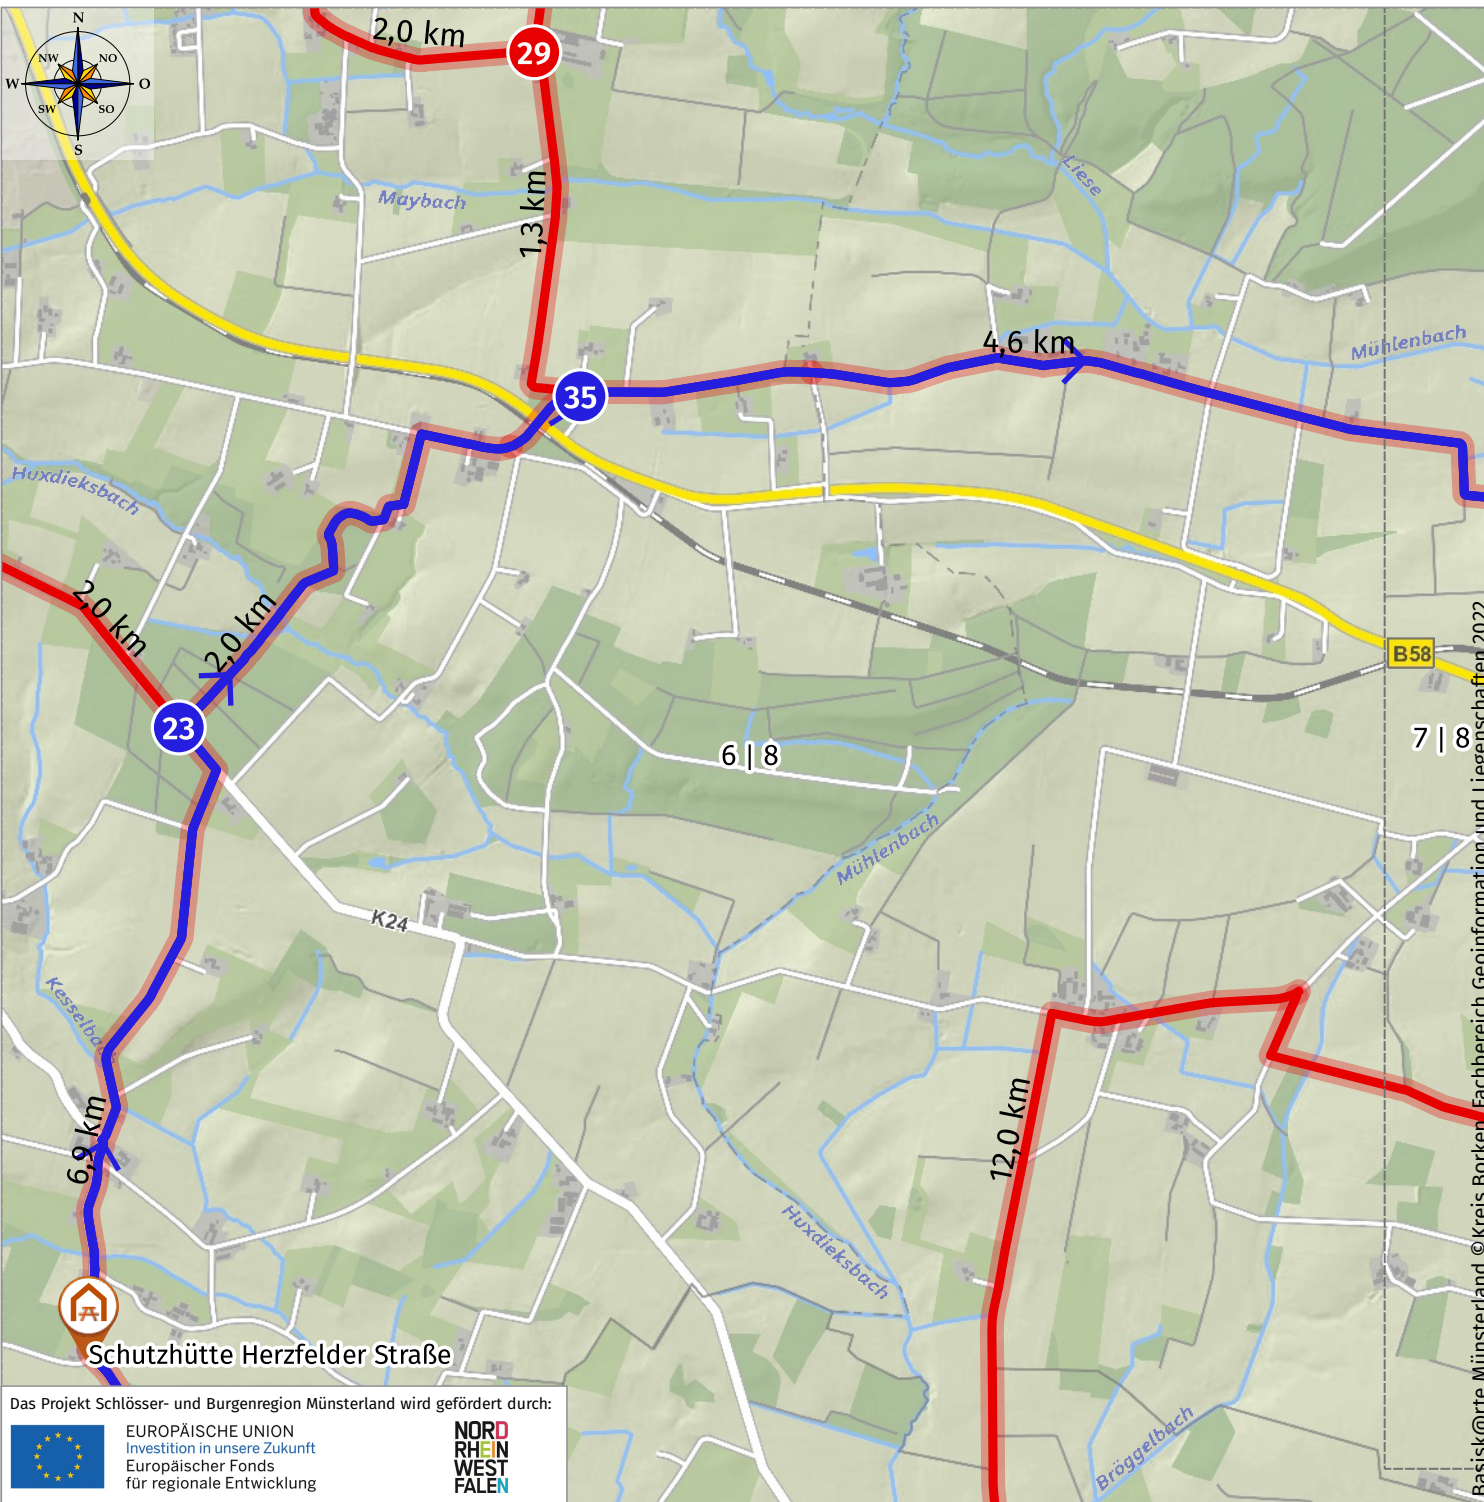 N
NW
NO
W
O
SW
SO
S
2,0 km
29
Maybach
1,3 km
Liese
4,6 km
Mühlenbach
35
Huxdieksbach
2,0 km
2,0 km
B58
23
6 | 8
7 | 8
Mühlenbach
K24
Kesselbach
6,9 km
12,0 km
Huxdieksbach
Schutzhütte Herzfelder Straße
Bröggelbach
Basisk@rte Münsterland © Kreis Borken, Fachbereich Geoinformation und Liegenschaften 2022
Das Projekt Schlösser- und Burgenregion Münsterland wird gefördert durch:
EUROPÄISCHE UNION
Investition in unsere Zukunft
Europäischer Fonds
für regionale Entwicklung
NORD
RHEIN
WEST
FALEN